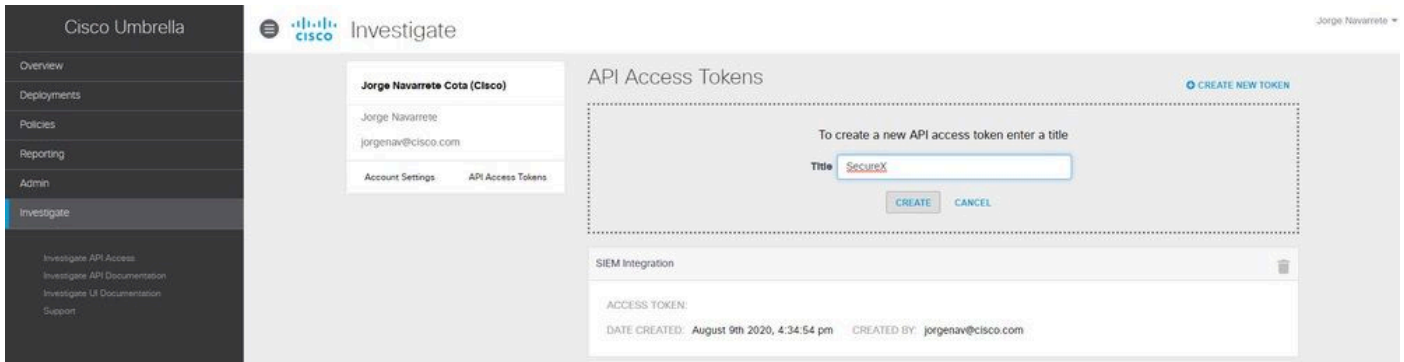 Cisco Umbrella
Overview
Deployments
Policies
Reporting
Admin
Investigate
Investigate API Access
Investigate API Documentation
Investigate UI Documentation
Support
CISCO
Investigate
Jorge Navarrete
Jorge Navarrete Cota (Cisco)
Jorge Navarrete
jorgenav@cisco.com
Account Settings API Access Tokens
API Access Tokens
CREATE NEW TOKEN
To create a new API access token enter a title
Title SecureX
CREATE CANCEL
SIEM Integration
ACCESS TOKEN:
DATE CREATED: August 9th 2020, 4:34:54 pm CREATED BY: jorgenav@cisco.com